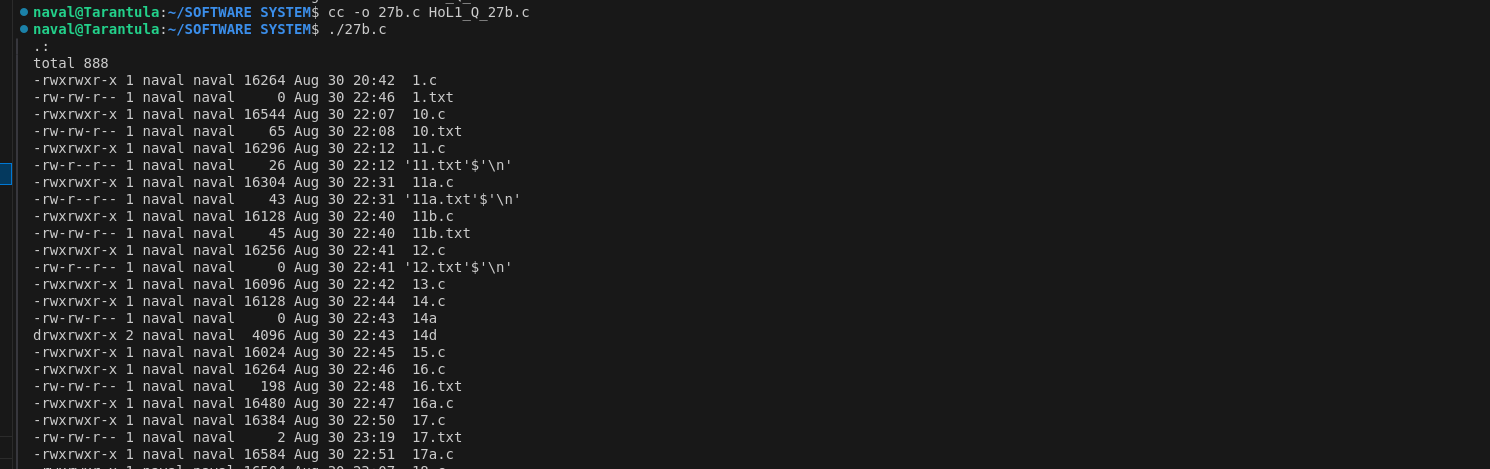 naval@Tarantula:~/SOFTWARE SYSTEM$ cc -o 27b.c HoL1_Q_27b.c
naval@Tarantula:~/SOFTWARE SYSTEM$ ./27b.c
.:
total 888
-rwxrwxr-x 1 naval naval 16264 Aug 30 20:42  1.c
-rw-rw-r-- 1 naval naval     0 Aug 30 22:46  1.txt
-rwxrwxr-x 1 naval naval 16544 Aug 30 22:07  10.c
-rw-rw-r-- 1 naval naval    65 Aug 30 22:08  10.txt
-rwxrwxr-x 1 naval naval 16296 Aug 30 22:12  11.c
-rw-r--r-- 1 naval naval    26 Aug 30 22:12 '11.txt'$'\n'
-rwxrwxr-x 1 naval naval 16304 Aug 30 22:31  11a.c
-rw-r--r-- 1 naval naval    43 Aug 30 22:31 '11a.txt'$'\n'
-rwxrwxr-x 1 naval naval 16128 Aug 30 22:40  11b.c
-rw-rw-r-- 1 naval naval    45 Aug 30 22:40  11b.txt
-rwxrwxr-x 1 naval naval 16256 Aug 30 22:41  12.c
-rw-r--r-- 1 naval naval     0 Aug 30 22:41 '12.txt'$'\n'
-rwxrwxr-x 1 naval naval 16096 Aug 30 22:42  13.c
-rwxrwxr-x 1 naval naval 16128 Aug 30 22:44  14.c
-rw-rw-r-- 1 naval naval     0 Aug 30 22:43  14a
drwxrwxr-x 2 naval naval  4096 Aug 30 22:43  14d
-rwxrwxr-x 1 naval naval 16024 Aug 30 22:45  15.c
-rwxrwxr-x 1 naval naval 16264 Aug 30 22:46  16.c
-rw-rw-r-- 1 naval naval   198 Aug 30 22:48  16.txt
-rwxrwxr-x 1 naval naval 16480 Aug 30 22:47  16a.c
-rwxrwxr-x 1 naval naval 16384 Aug 30 22:50  17.c
-rw-rw-r-- 1 naval naval     2 Aug 30 23:19  17.txt
-rwxrwxr-x 1 naval naval 16584 Aug 30 22:51  17a.c